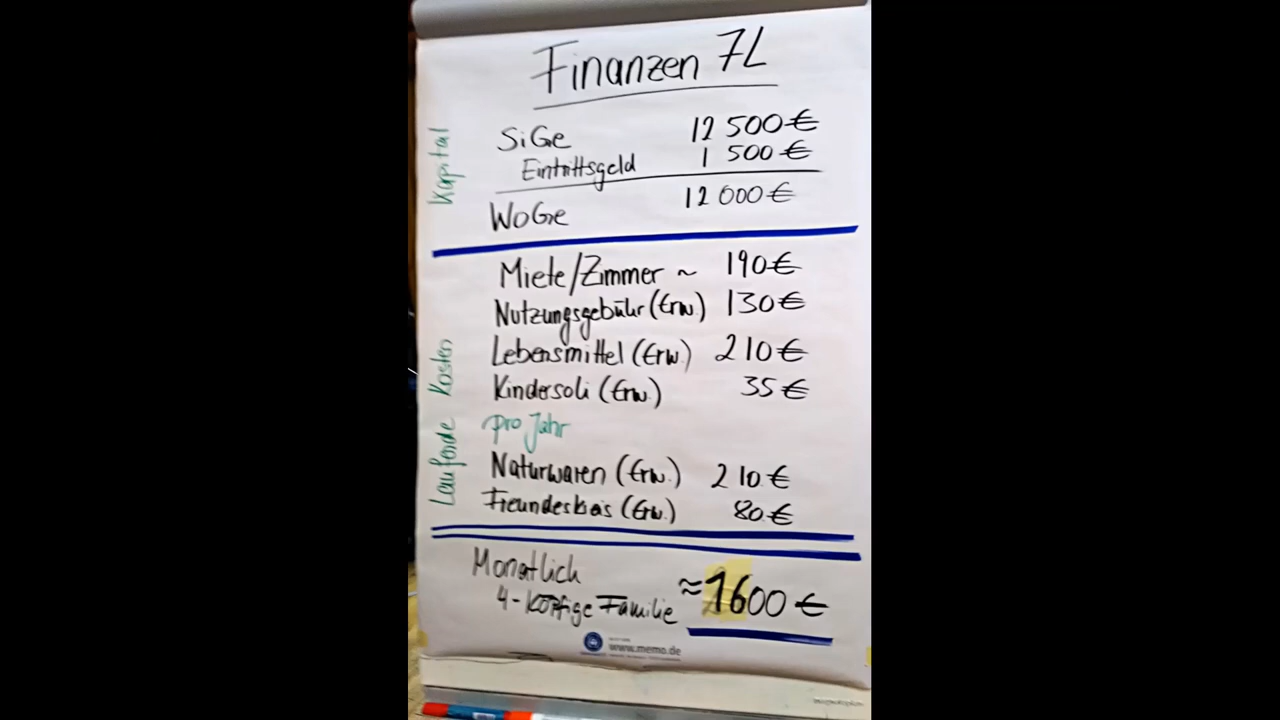 Finanzen 7L
Kapital
SiGe 12 500 €
Eintrittsgeld 1 500 €
WoGe 12 000 €
Laufende Kosten
Miete/Zimmer ~ 190 €
Nutzungsgebühr (Erw.) 130 €
Lebensmittel (Erw.) 210 €
Kindersoli (Erw.) 35 €
pro Jahr
Naturwaren (Erw.) 210 €
Freundeskreis (Erw.) 80 €
Monatlich
4-Köpfige Familie ≈ 1600 €
www.memo.de